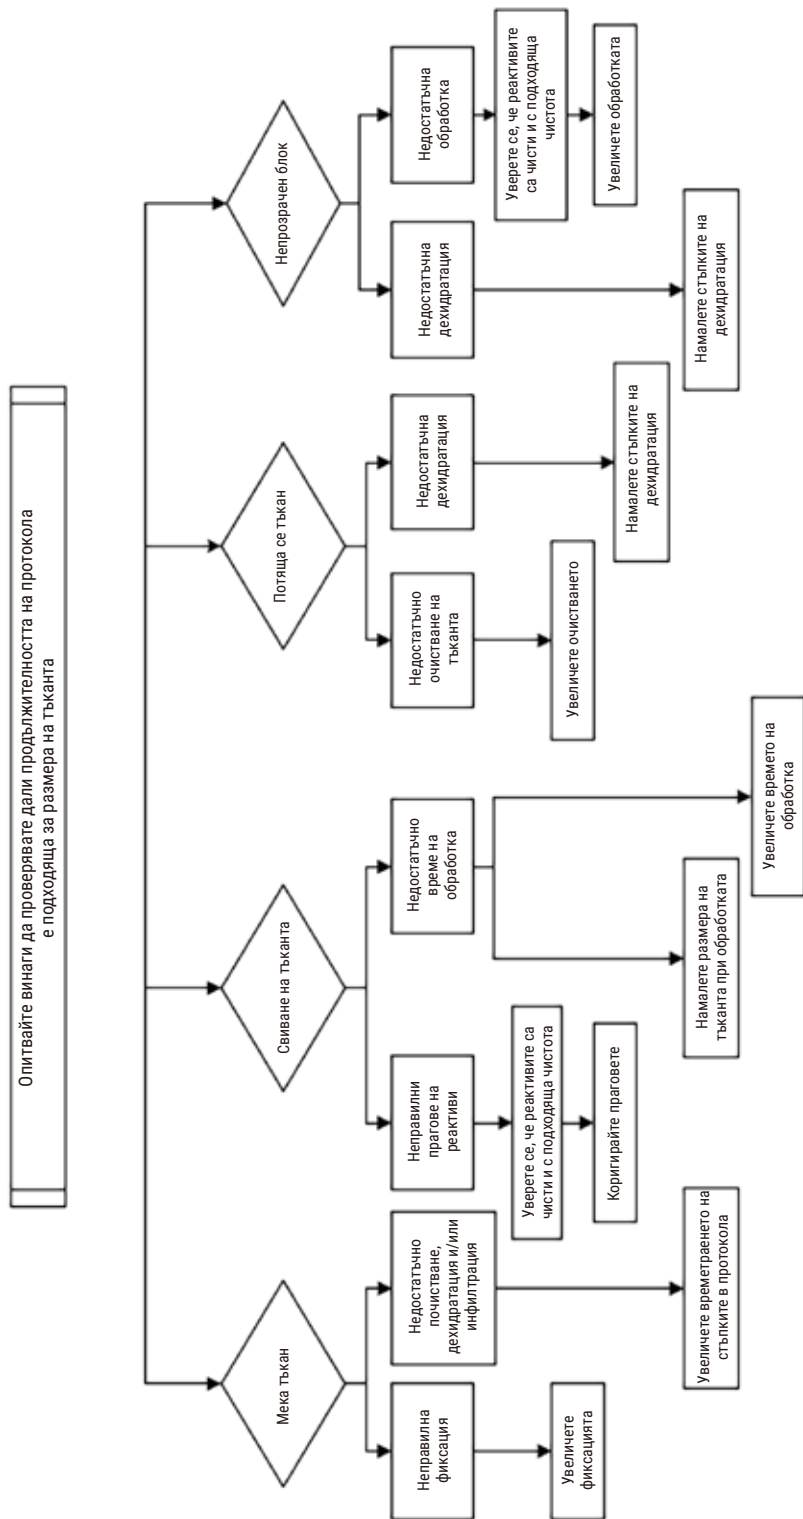 Опитвайте винаги да проверявате дали продължителността на протокола
е подходяща за размера на тъканта
Мека тъкан
Свиване на тъканта
Потяща се тъкан
Непрозрачен блок
Неправилна
фиксация
Недостатъчно
почистване,
дехидратация и/или
инфилтрация
Неправилни
прагове на
реактиви
Недостатъчно
време на
обработка
Недостатъчно
очистване на
тъканта
Недостатъчна
дехидратация
Недостатъчна
дехидратация
Недостатъчна
обработка
Уверете се, че реактивите са
чисти и с подходяща чистота
Уверете се, че реактивите
са чисти и с подходяща
чистота
Увеличете
фиксацията
Коригирайте праговете
Увеличете очистването
Увеличете обработката
Намалете стъпките на
дехидратация
Увеличете времетраенето на
стъпките в протокола
Намалете размера на
тъканта при обработката
Намалете стъпките на
дехидратация
Увеличете времето на
обработка